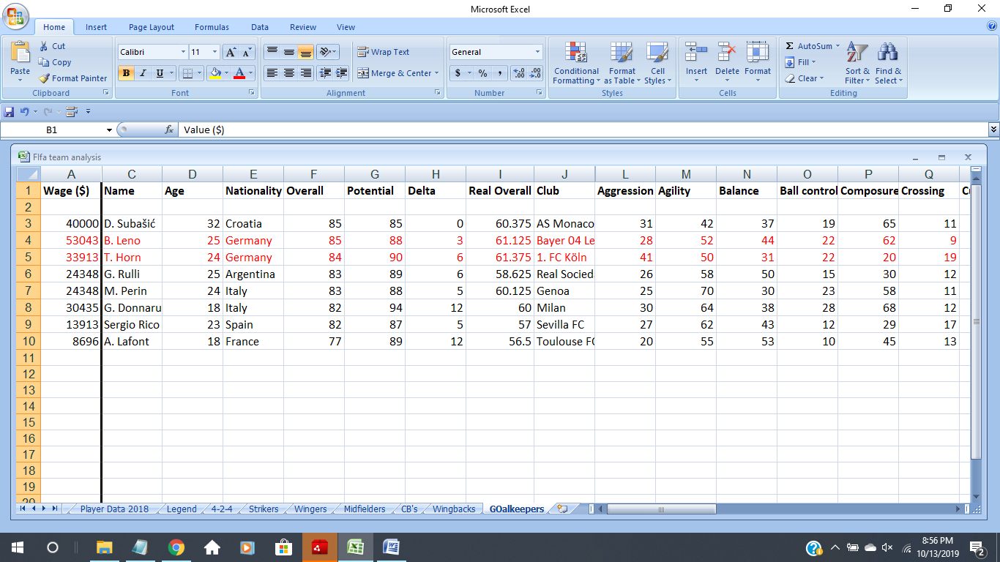 Microsoft Excel
Home Insert Page Layout Formulas Data Review View
Paste Cut Copy Format Painter Clipboard
Calibri 11 A A B I U A Font
Wrap Text Merge & Center Alignment
General $ % , .00 .0 Number
Conditional Formatting Format as Table Cell Styles Styles
Insert Delete Format Cells
Σ AutoSum Fill Clear Sort & Filter Find & Select Editing
B1 fx Value ($)
FIfa team analysis
A C D E F G H I J L M N O P Q
1 Wage ($) Name Age Nationality Overall Potential Delta Real Overall Club Aggression Agility Balance Ball control Composure Crossing
2
3 40000 D. Subašić 32 Croatia 85 85 0 60.375 AS Monaco 31 42 37 19 65 11
4 53043 B. Leno 25 Germany 85 88 3 61.125 Bayer 04 Le 28 52 44 22 62 9
5 33913 T. Horn 24 Germany 84 90 6 61.375 1. FC Köln 41 50 31 22 20 19
6 24348 G. Rulli 25 Argentina 83 89 6 58.625 Real Socied 26 58 50 15 30 12
7 24348 M. Perin 24 Italy 83 88 5 60.125 Genoa 25 70 30 23 58 11
8 30435 G. Donnaru 18 Italy 82 94 12 60 Milan 30 64 38 28 68 12
9 13913 Sergio Rico 23 Spain 82 87 5 57 Sevilla FC 27 62 43 12 29 17
10 8696 A. Lafont 18 France 77 89 12 56.5 Toulouse FC 20 55 53 10 45 13
11
12
13
14
15
16
17
18
19
20
Player Data 2018 Legend 4-2-4 Strikers Wingers Midfielders CB's Wingbacks GOalkeepers
8:56 PM
10/13/2019
2